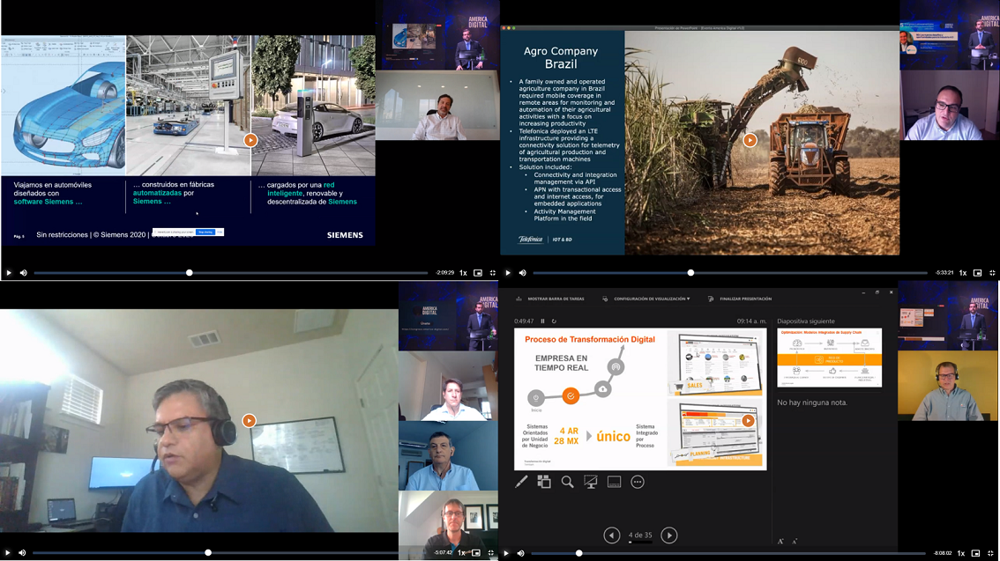 AMERICA
DIGITAL
Viajamos en automóviles
diseñados con
software Siemens ...
... construidos en fábricas
automatizadas por
Siemens ...
... cargados por una red
inteligente, renovable y
descentralizada de Siemens
Pág. 5
Sin restricciones | © Siemens 2020 |
SIEMENS
-2:09:29
1x
Agro Company
Brazil
• A family owned and operated
agriculture company in Brazil
required mobile coverage in
remote areas for monitoring and
automation of their agricultural
activities with a focus on
increasing productivity
• Telefonica deployed an LTE
infrastructure providing a
connectivity solution for telemetry
of agricultural production and
transportation machines
• Solution included:
• Connectivity and integration
management via API
• APN with transactional access
and Internet access, for
embedded applications
• Activity Management
Platform in the field
Telefónica
IOT & BD
AMERICA
DIGITAL
-5:33:21
1x
AMERICA
DIGITAL
AMERICA
DIGITAL
-5:07:42
1x
MOSTRAR BARRA DE TAREAS
CONFIGURACIÓN DE VISUALIZACIÓN ▼
FINALIZAR PRESENTACIÓN
0:49:47
09:14 a. m.
Proceso de Transformación Digital
EMPRESA EN
TIEMPO REAL
Inicio
Sistemas
Orientados
por Unidad
de Negocio
4 AR
28 MX
único
Sistema
Integrado
por
Proceso
SALES
PLANNING
Diapositiva siguiente
No hay ninguna nota.
4 de 35
AMERICA
DIGITAL
-8:08:02
1x